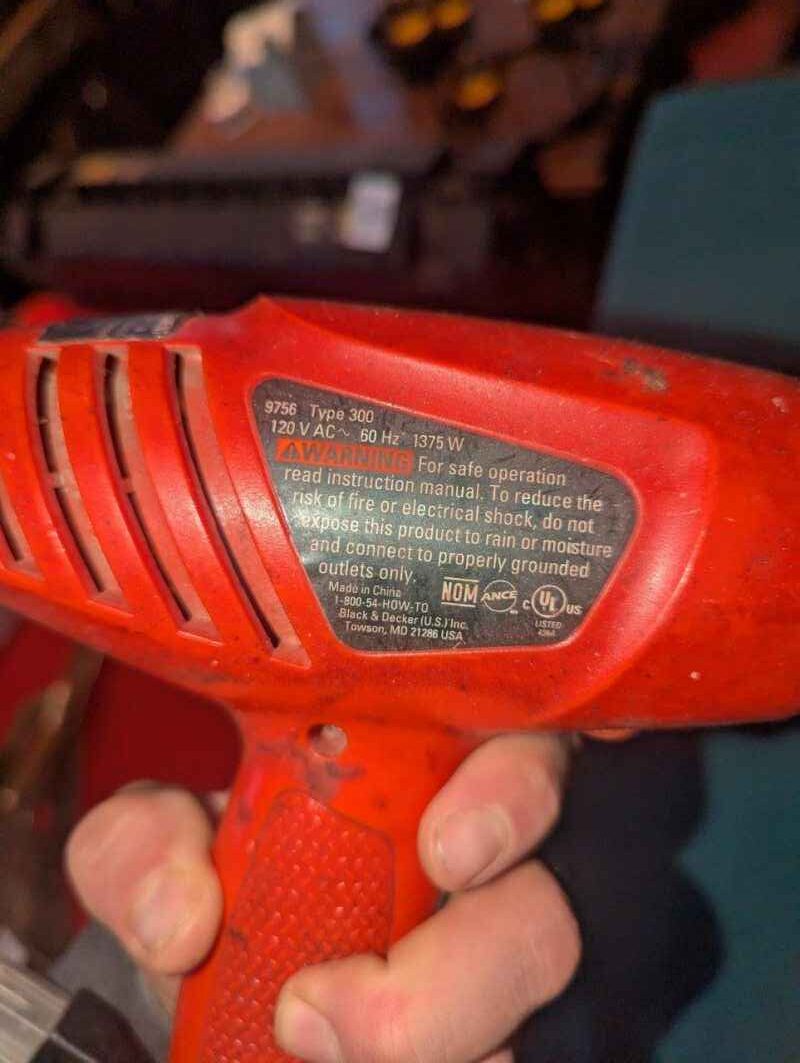 9756 Type 300
120 V AC~ 60 Hz 1375 W
⚠WARNING For safe operation
read instruction manual. To reduce the
risk of fire or electrical shock, do not
expose this product to rain or moisture
and connect to properly grounded
outlets only.
Made in China
1-800-54-HOW-TO
Black & Decker (U.S.) Inc.
Towson, MD 21286 USA
NOM ANCE
C UL US
LISTED